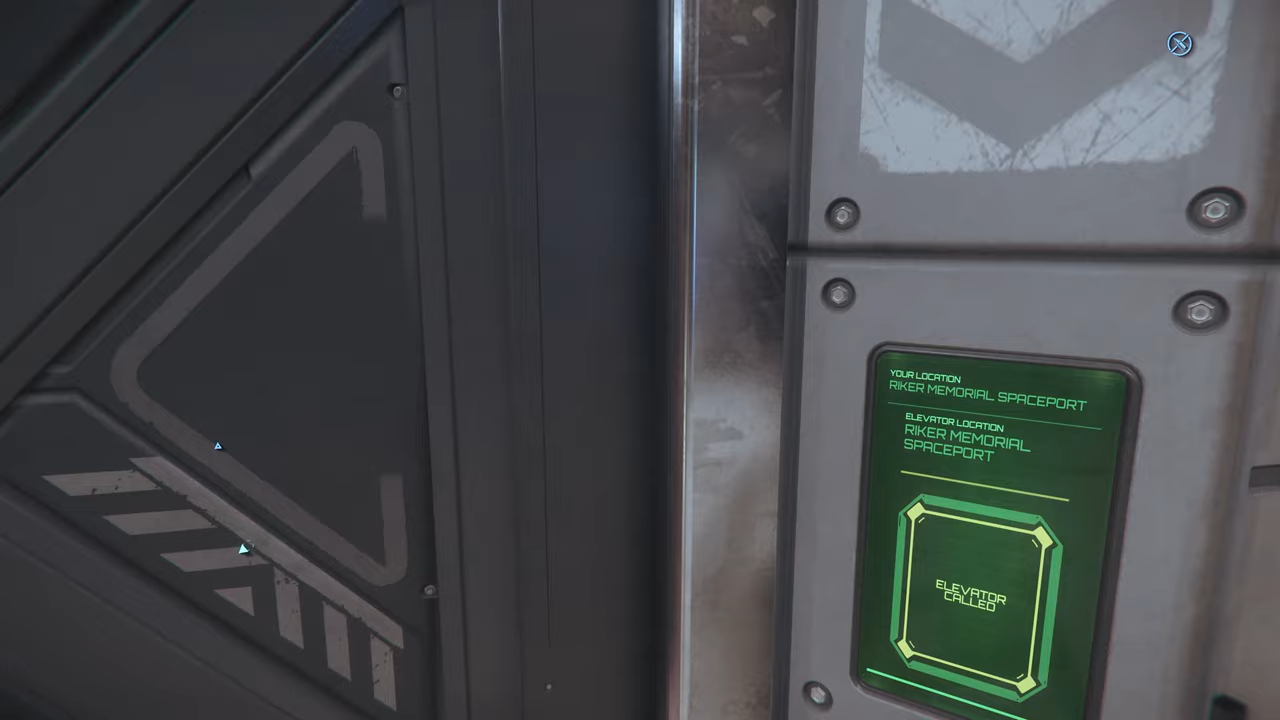 YOUR LOCATION
RIKER MEMORIAL SPACEPORT
ELEVATOR LOCATION
RIKER MEMORIAL
SPACEPORT
ELEVATOR
CALLED